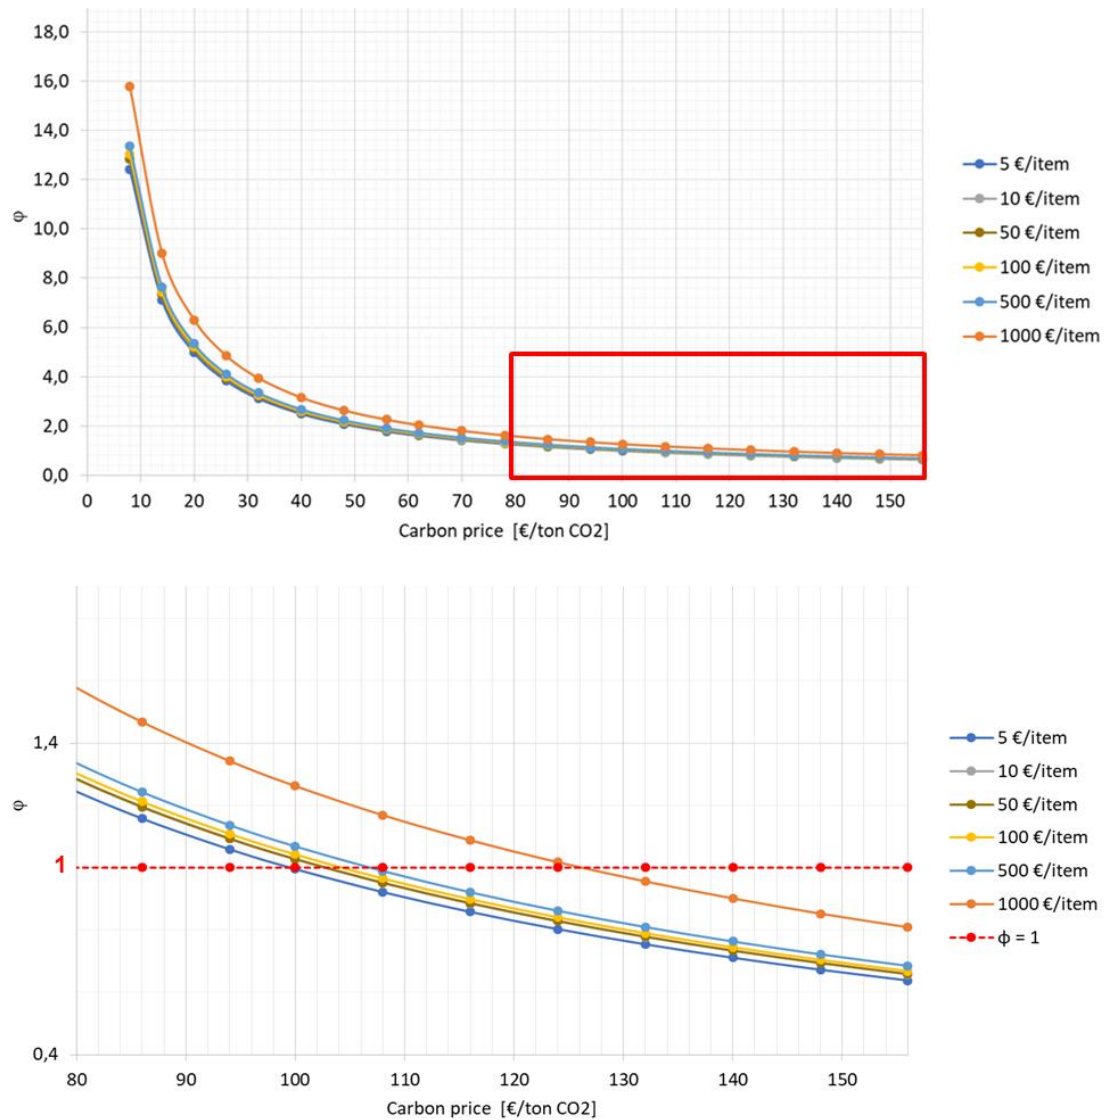 18,0
16,0
14,0
12,0
10,0
8,0
6,0
4,0
2,0
0,0
φ
0 10 20 30 40 50 60 70 80 90 100 110 120 130 140 150
Carbon price [€/ton CO2]
5 €/item
10 €/item
50 €/item
100 €/item
500 €/item
1000 €/item
1,4
1
0,4
φ
80 90 100 110 120 130 140 150
Carbon price [€/ton CO2]
5 €/item
10 €/item
50 €/item
100 €/item
500 €/item
1000 €/item
ϕ = 1